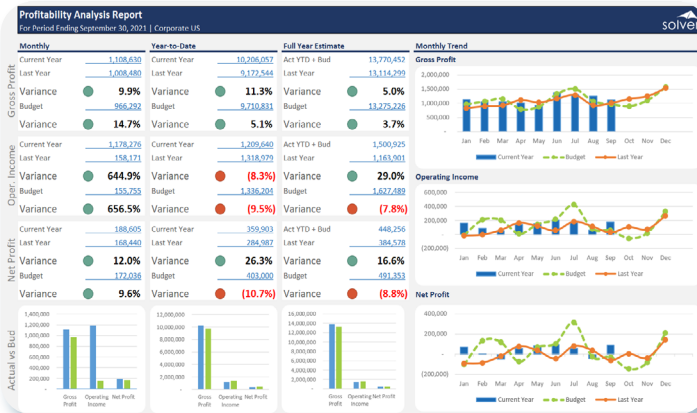 Profitability Analysis Report
For Period Ending September 30, 2021 | Corporate US
solver
Monthly Year-to-Date Full Year Estimate Monthly Trend
Gross Profit
Current Year 1,108,630 Current Year 10,206,057 Act YTD + Bud 13,770,452
Last Year 1,008,480 Last Year 9,177,544 Last Year 13,114,299
Variance 9.9% Variance 11.3% Variance 5.0%
Budget 966,292 Budget 9,710,831 Budget 13,275,226
Variance 14.7% Variance 5.1% Variance 3.7%
Oper. Income
Current Year 1,178,276 Current Year 1,209,640 Act YTD + Bud 1,500,925
Last Year 158,171 Last Year 1,318,979 Last Year 1,163,901
Variance 644.9% Variance (8.3%) Variance 29.0%
Budget 155,755 Budget 1,336,204 Budget 1,627,489
Variance 656.5% Variance (9.5%) Variance (7.8%)
Net Profit
Current Year 188,605 Current Year 359,903 Act YTD + Bud 448,256
Last Year 168,440 Last Year 284,987 Last Year 384,578
Variance 12.0% Variance 26.3% Variance 16.6%
Budget 172,036 Budget 403,000 Budget 491,353
Variance 9.6% Variance (10.7%) Variance (8.8%)
Actual vs Bud
1,400,000
1,200,000
1,000,000
800,000
600,000
400,000
200,000
Gross Profit Operating Income Net Profit
12,000,000
10,000,000
8,000,000
6,000,000
4,000,000
2,000,000
Gross Profit Operating Income Net Profit
16,000,000
14,000,000
12,000,000
10,000,000
8,000,000
6,000,000
4,000,000
2,000,000
Gross Profit Operating Income Net Profit
Gross Profit
2,000,000
1,500,000
1,000,000
500,000
Jan Feb Mar Apr May Jun Jul Aug Sep Oct Nov Dec
Current Year Budget Last Year
Operating Income
600,000
400,000
200,000
(200,000)
Jan Feb Mar Apr May Jun Jul Aug Sep Oct Nov Dec
Current Year Budget Last Year
Net Profit
400,000
200,000
(200,000)
Jan Feb Mar Apr May Jun Jul Aug Sep Oct Nov Dec
Current Year Budget Last Year